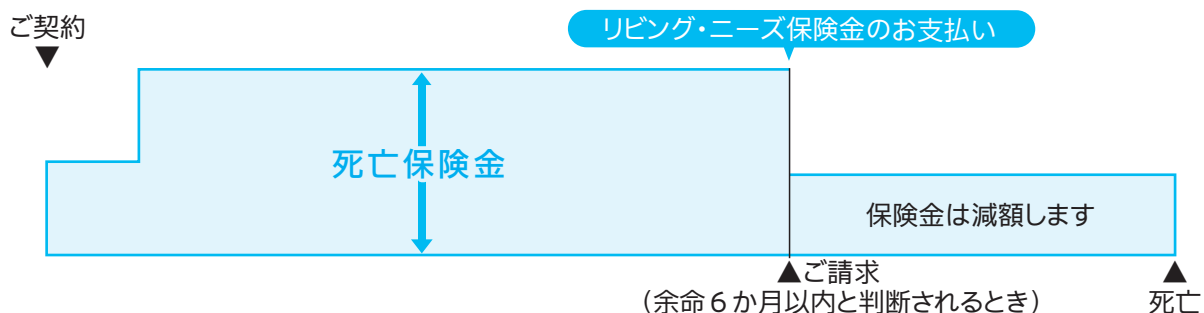 ご契約
▼
リビング・ニーズ保険金のお支払い
死亡保険金
保険金は減額します
▲ご請求
（余命６か月以内と判断されるとき）
▲
死亡